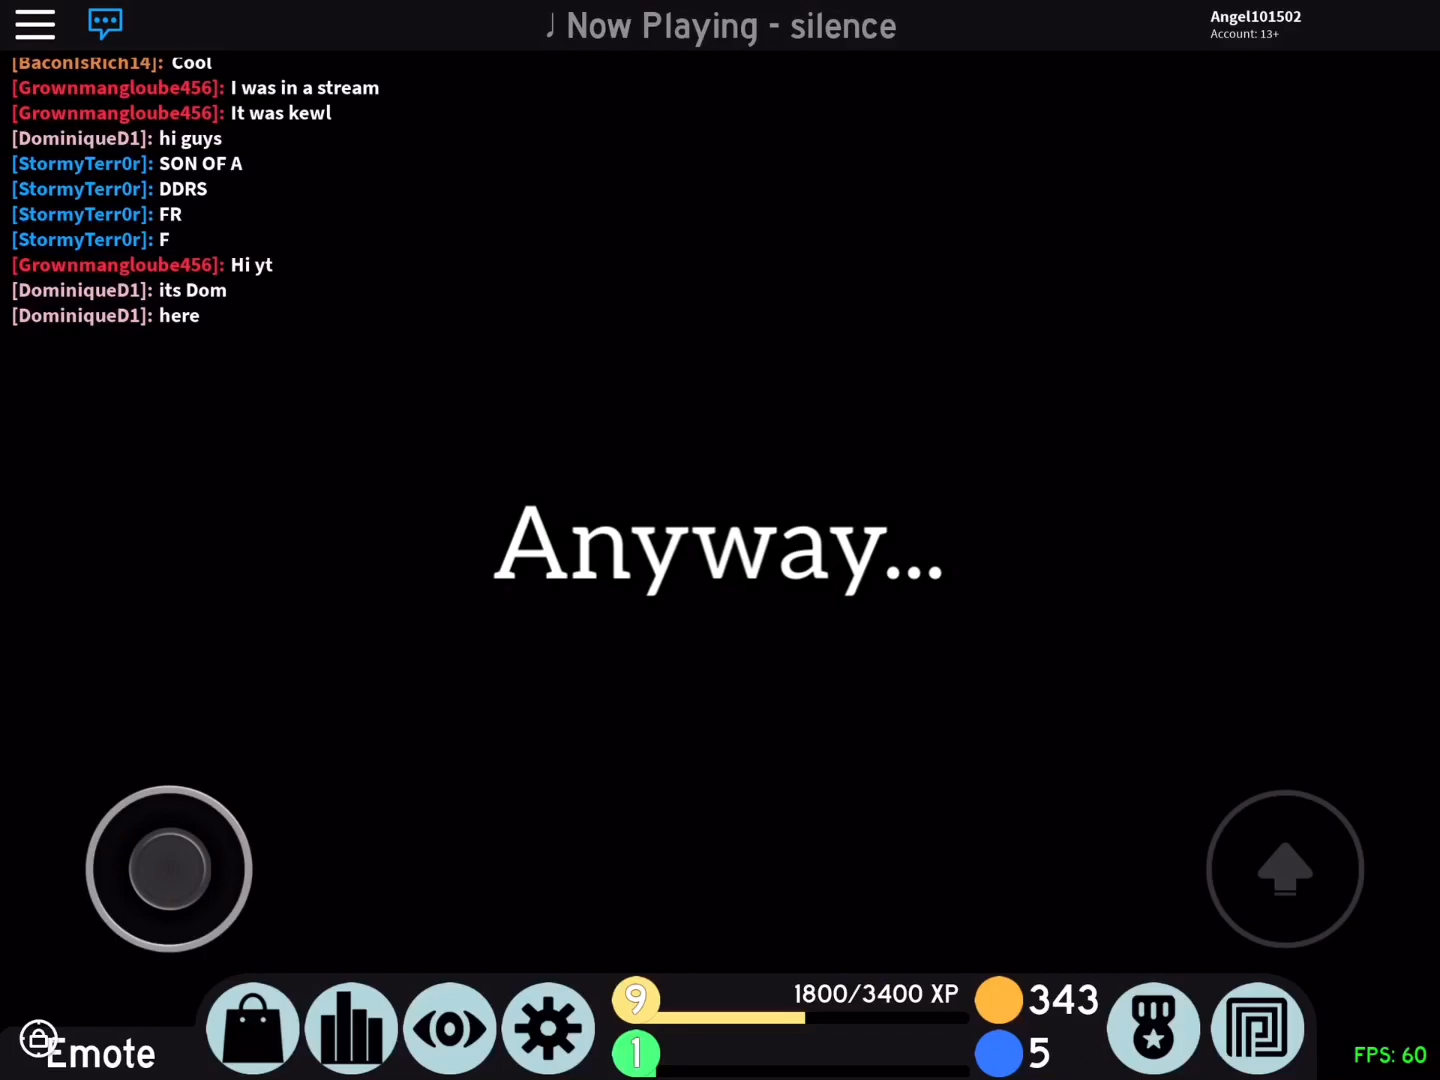 ♩ Now Playing - silence
Angel101502
Account: 13+
[BaconIsRich14]: Cool
[Grownmangloube456]: I was in a stream
[Grownmangloube456]: It was kewl
[DominiqueD1]: hi guys
[StormyTerr0r]: SON OF A
[StormyTerr0r]: DDRS
[StormyTerr0r]: FR
[StormyTerr0r]: F
[Grownmangloube456]: Hi yt
[DominiqueD1]: its Dom
[DominiqueD1]: here
Anyway...
9
1800/3400 XP
343
Emote
1
5
FPS: 60